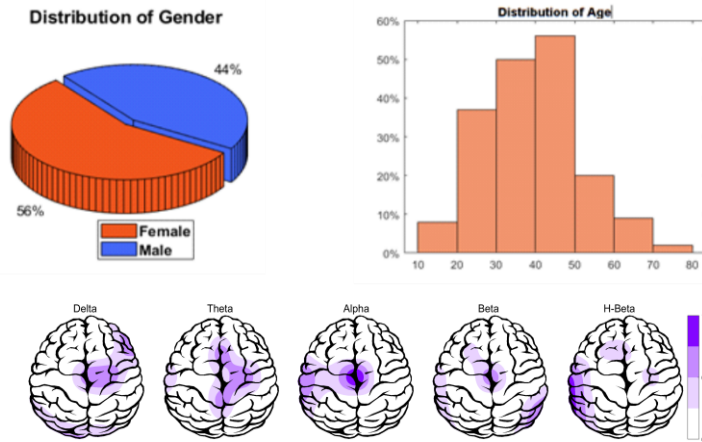 Distribution of Gender
44%
56%
Female
Male
Distribution of Age
60%
50%
40%
30%
20%
10%
0%
10 20 30 40 50 60 70 80
Delta Theta Alpha Beta H-Beta